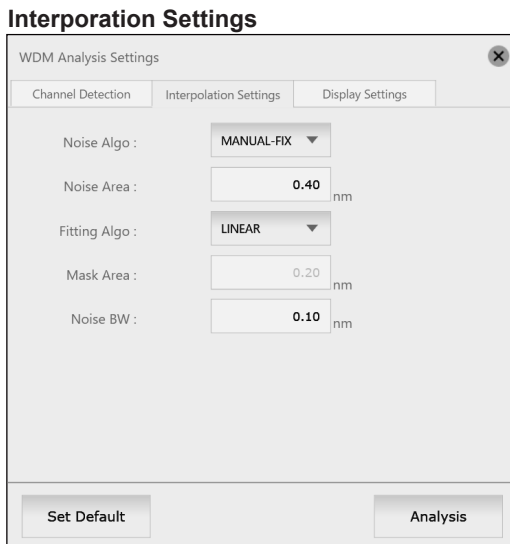 Interporation Settings
WDM Analysis Settings
Channel Detection Interpolation Settings Display Settings
Noise Algo : MANUAL-FIX
Noise Area : 0.40 nm
Fitting Algo : LINEAR
Mask Area : 0.20 nm
Noise BW : 0.10 nm
Set Default Analysis